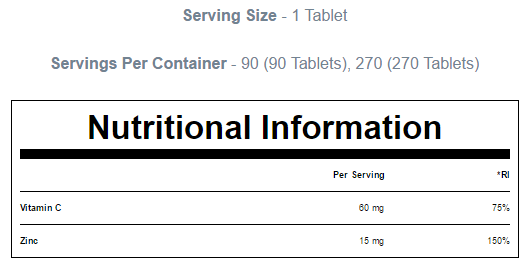 Serving Size - 1 Tablet
Servings Per Container - 90 (90 Tablets), 270 (270 Tablets)
Nutritional Information
Per Serving *RI
Vitamin C 60 mg 75%
Zinc 15 mg 150%